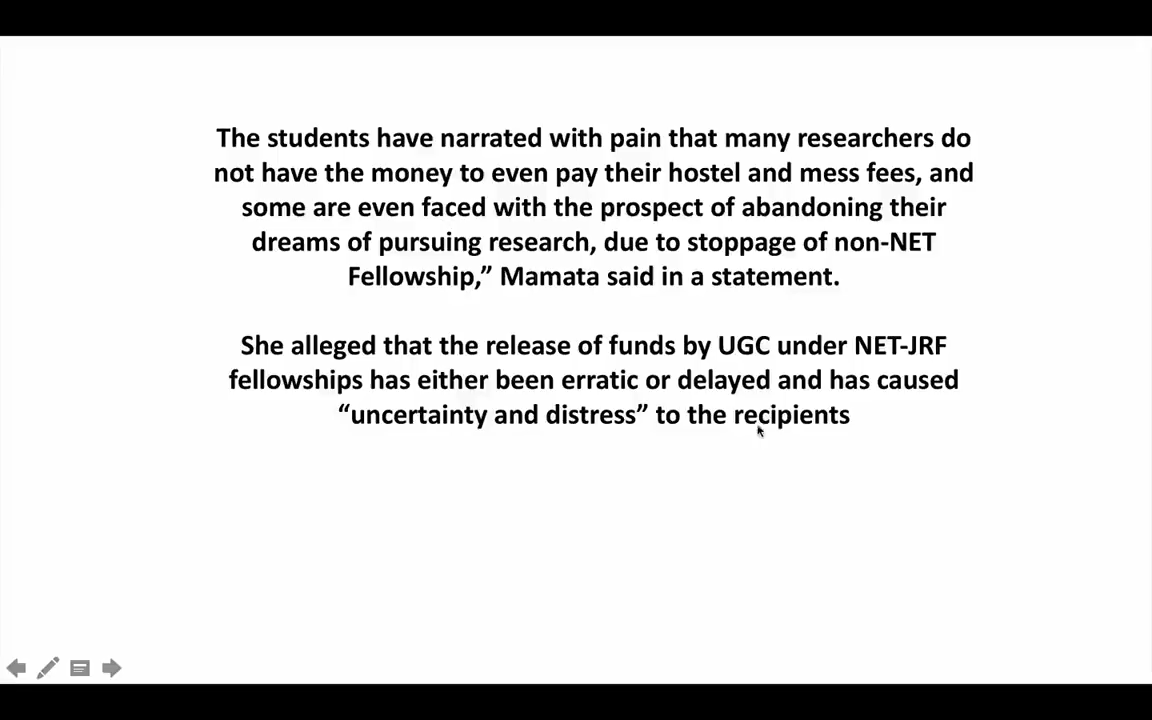 The students have narrated with pain that many researchers do
not have the money to even pay their hostel and mess fees, and
some are even faced with the prospect of abandoning their
dreams of pursuing research, due to stoppage of non-NET
Fellowship,” Mamata said in a statement.
She alleged that the release of funds by UGC under NET-JRF
fellowships has either been erratic or delayed and has caused
“uncertainty and distress” to the recipients